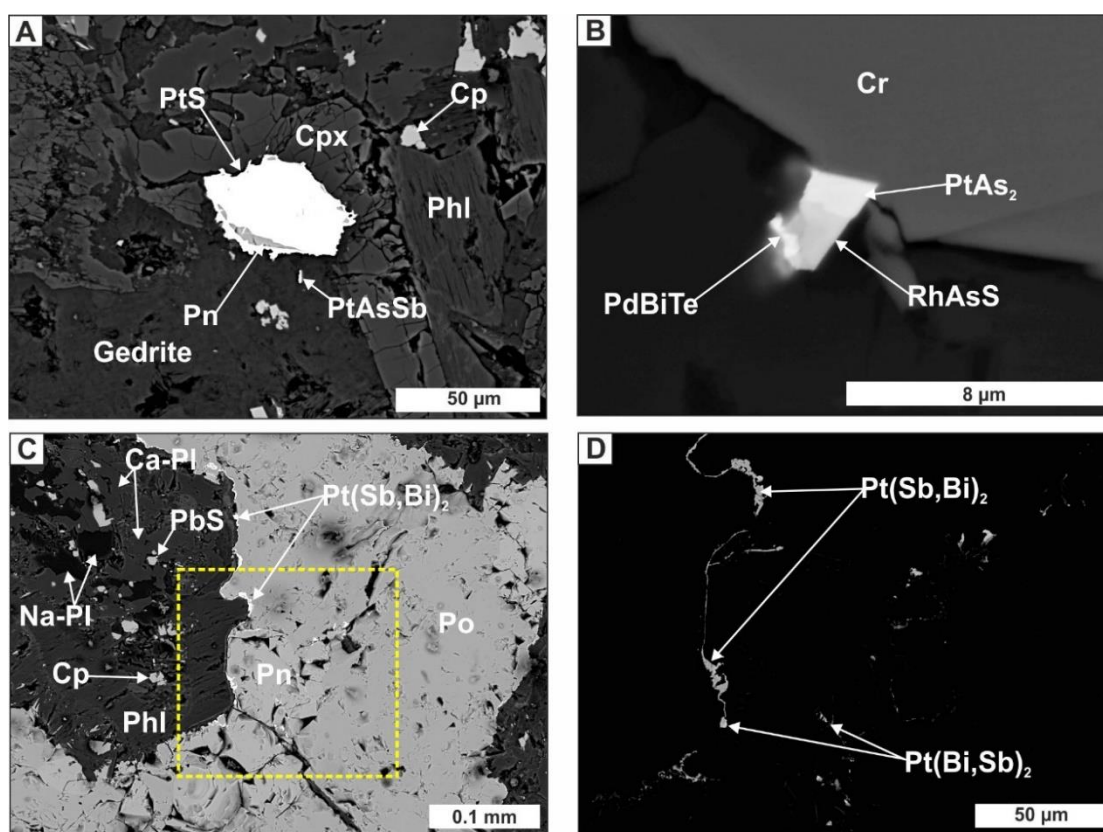 A
PtS
Cp
Cpx
Phl
Pn
PtAsSb
Gedrite
50 µm
B
Cr
PtAs₂
PdBiTe
RhAsS
8 µm
C
Ca-Pl
Pt(Sb,Bi)₂
PbS
Na-Pl
Po
Cp
Pn
Phl
0.1 mm
D
Pt(Sb,Bi)₂
Pt(Bi,Sb)₂
50 µm